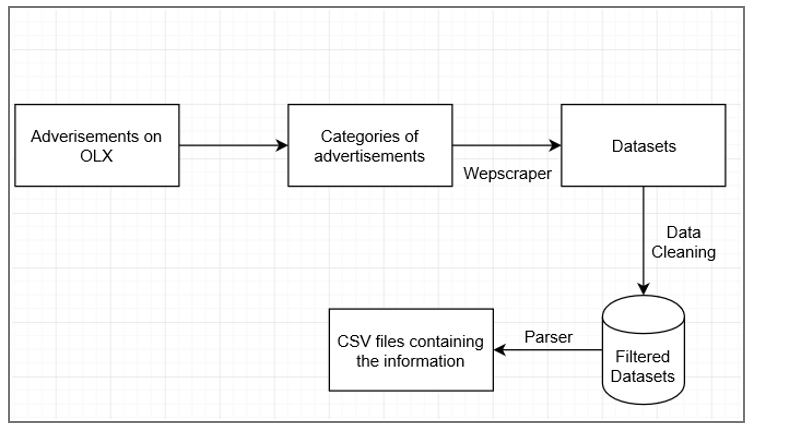 Adverisements on
OLX
Categories of
advertisements
Wepscraper
Datasets
Data
Cleaning
Filtered
Datasets
Parser
CSV files containing
the information